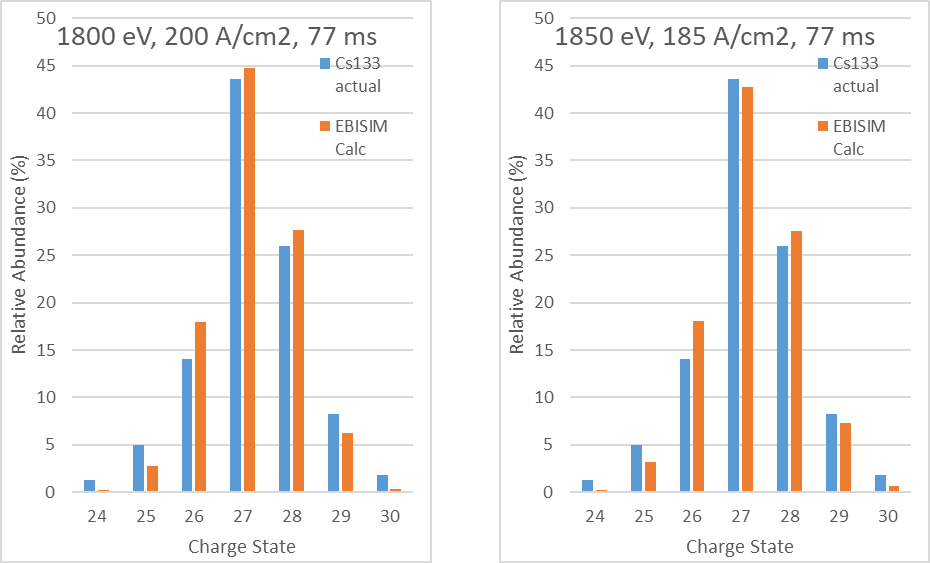 1800 eV, 200 A/cm2, 77 ms
Cs133
actual
EBISIM
Calc
Relative Abundance (%)
50
45
40
35
30
25
20
15
10
5
0
24 25 26 27 28 29 30
Charge State
1850 eV, 185 A/cm2, 77 ms
Cs133
actual
EBISIM
Calc
Relative Abundance (%)
50
45
40
35
30
25
20
15
10
5
0
24 25 26 27 28 29 30
Charge State